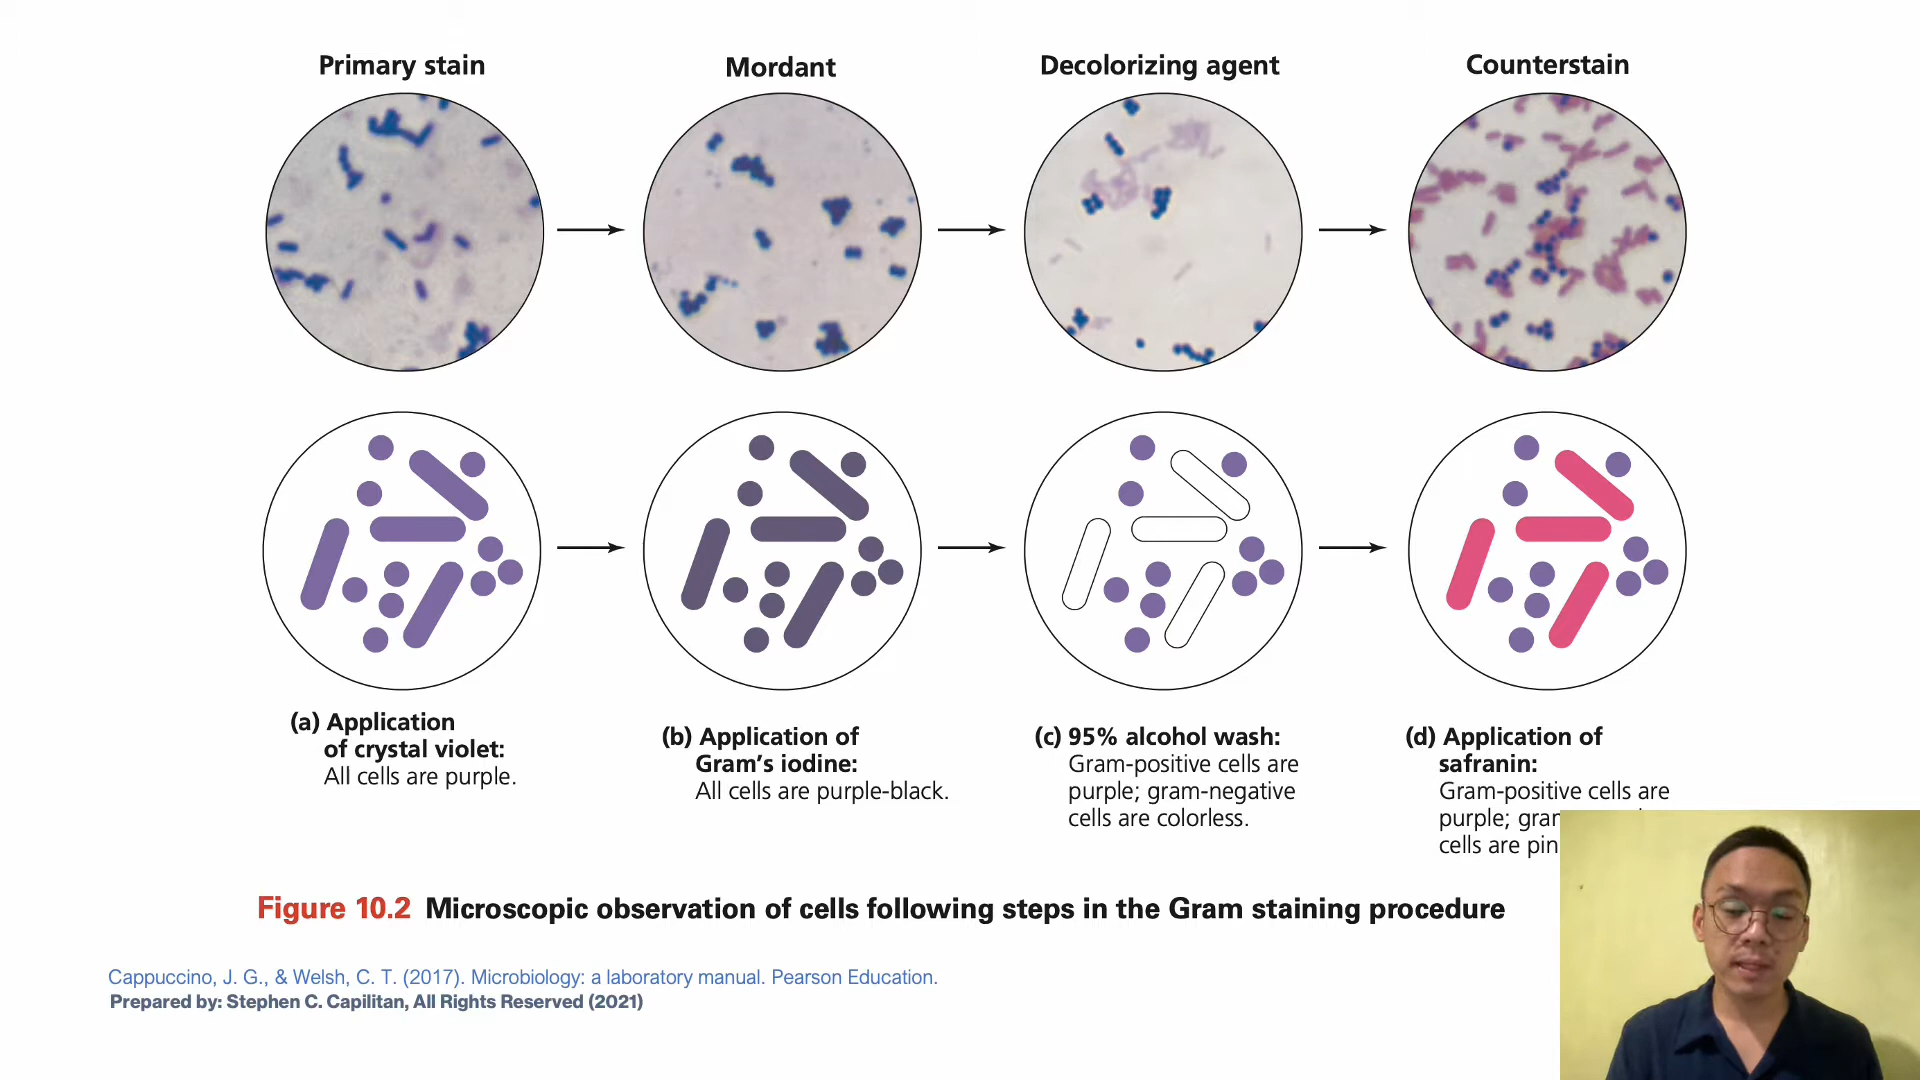 Primary stain
Mordant
Decolorizing agent
Counterstain
(a) Application
of crystal violet:
All cells are purple.
(b) Application of
Gram's iodine:
All cells are purple-black.
(c) 95% alcohol wash:
Gram-positive cells are
purple; gram-negative
cells are colorless.
(d) Application of
safranin:
Gram-positive cells are
purple;
cells are
Figure 10.2 Microscopic observation of cells following steps in the Gram staining procedure
Cappuccino, J. G., & Welsh, C. T. (2017). Microbiology: a laboratory manual. Pearson Education.
Prepared by: Stephen C. Capilitan, All Rights Reserved (2021)